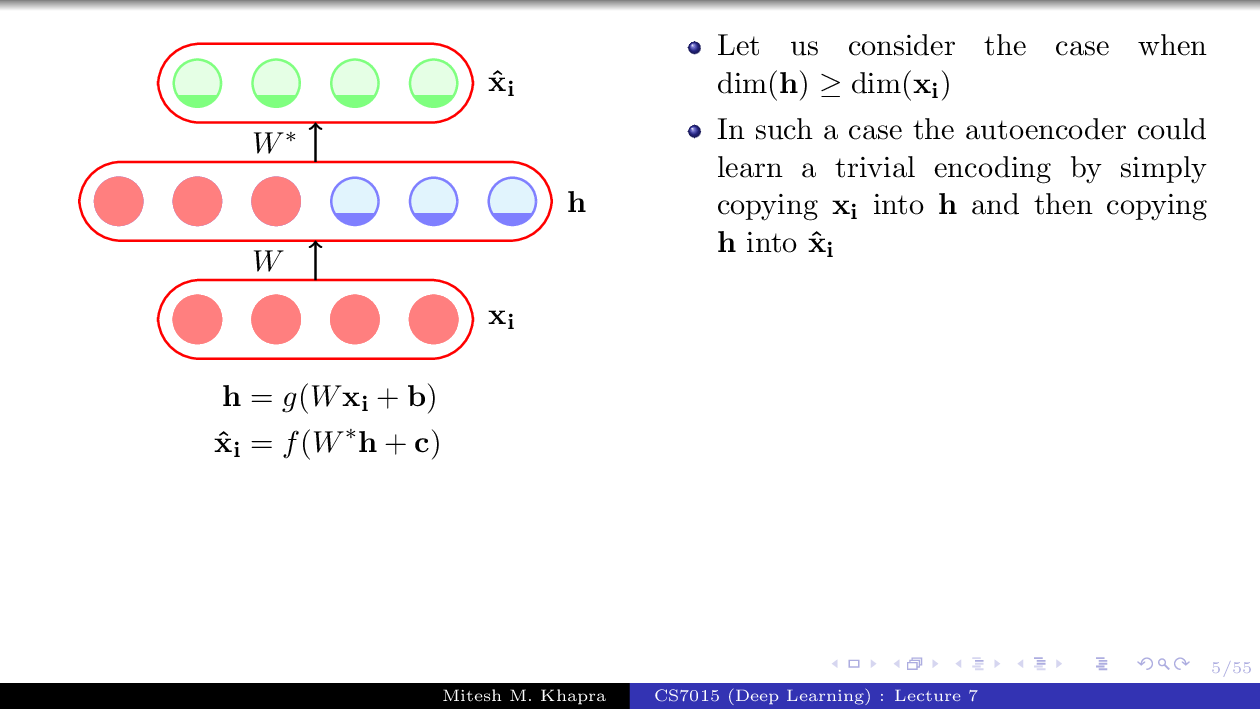 x̂ᵢ
W*
h
W
xᵢ
h = g(Wxᵢ + b)
x̂ᵢ = f(W*h + c)
Let us consider the case when
dim(h) ≥ dim(xᵢ)
In such a case the autoencoder could
learn a trivial encoding by simply
copying xᵢ into h and then copying
h into x̂ᵢ
5/55
Mitesh M. Khapra
CS7015 (Deep Learning) : Lecture 7